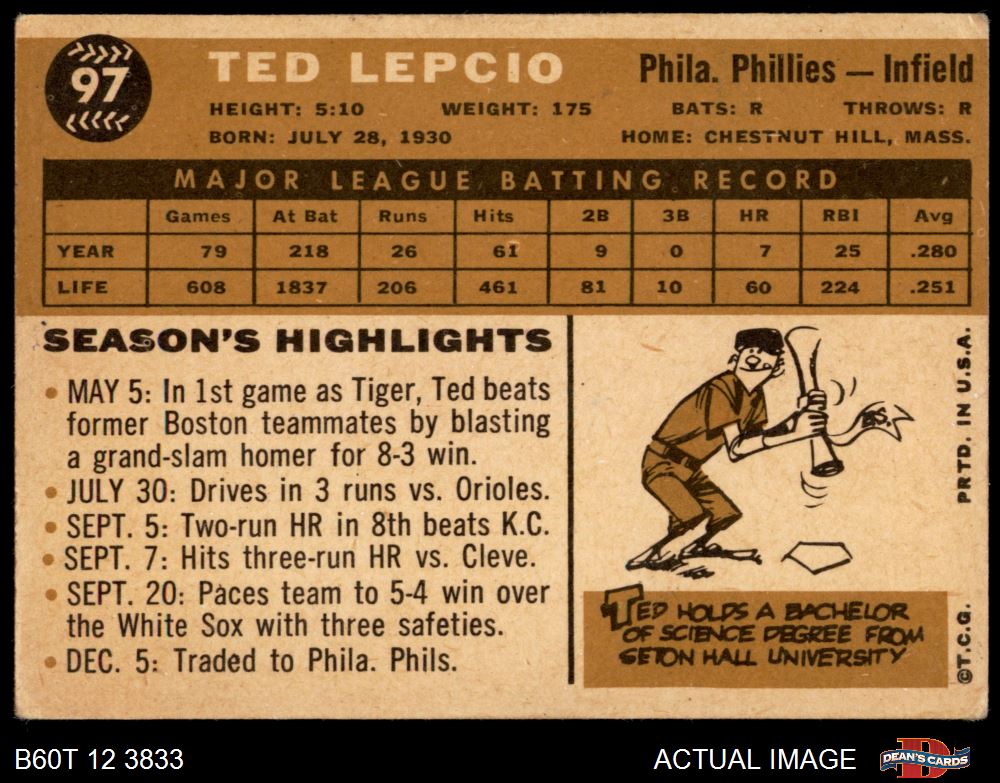 97
TED LEPCIO
Phila. Phillies — Infield
HEIGHT: 5:10 WEIGHT: 175 BATS: R THROWS: R
BORN: JULY 28, 1930 HOME: CHESTNUT HILL, MASS.
MAJOR LEAGUE BATTING RECORD
Games At Bat Runs Hits 2B 3B HR RBI Avg
YEAR 79 218 26 61 9 0 7 25 .280
LIFE 608 1837 206 461 81 10 60 224 .251
SEASON'S HIGHLIGHTS
• MAY 5: In 1st game as Tiger, Ted beats
former Boston teammates by blasting
a grand-slam homer for 8-3 win.
• JULY 30: Drives in 3 runs vs. Orioles.
• SEPT. 5: Two-run HR in 8th beats K.C.
• SEPT. 7: Hits three-run HR vs. Cleve.
• SEPT. 20: Paces team to 5-4 win over
the White Sox with three safeties.
• DEC. 5: Traded to Phila. Phils.
B.S.
TED HOLDS A BACHELOR
OF SCIENCE DEGREE FROM
SETON HALL UNIVERSITY
©T.C.G. PRTD. IN U.S.A.
B60T 12 3833
ACTUAL IMAGE
D
DEAN'S CARDS